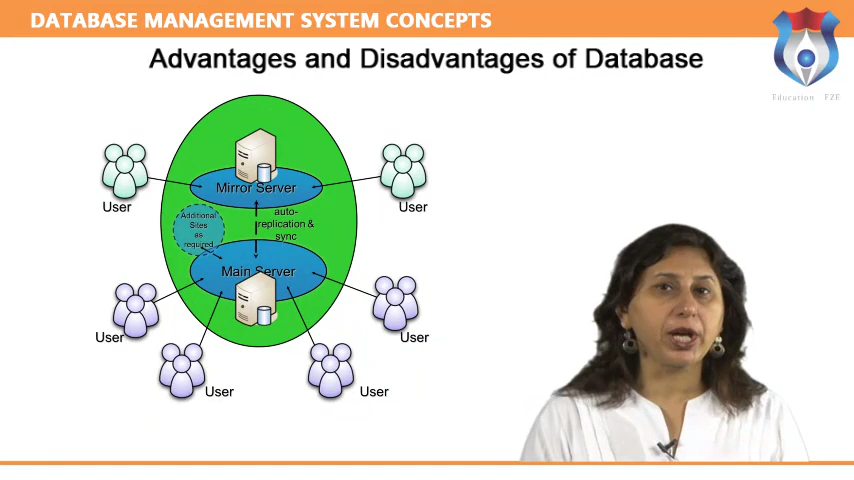 DATABASE MANAGEMENT SYSTEM CONCEPTS
Advantages and Disadvantages of Database
Education FZE
Mirror Server
User
User
Additional
Sites
as
required
auto-
replication &
sync
Main Server
User
User
User
User